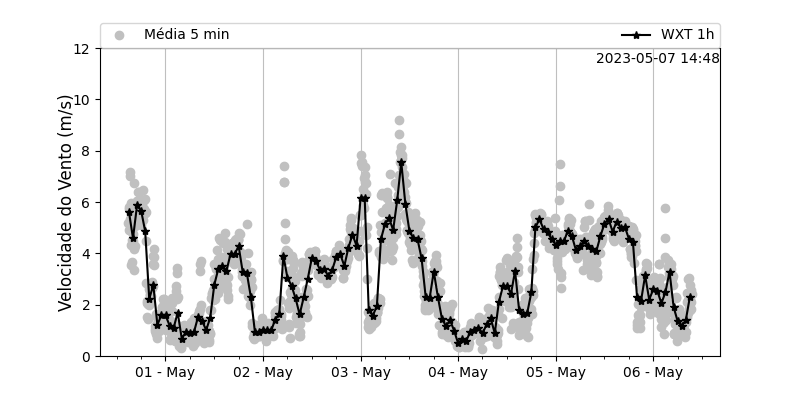 Média 5 min
WXT 1h
2023-05-07 14:48
Velocidade do Vento (m/s)
12
10
8
6
4
2
0
01 - May
02 - May
03 - May
04 - May
05 - May
06 - May